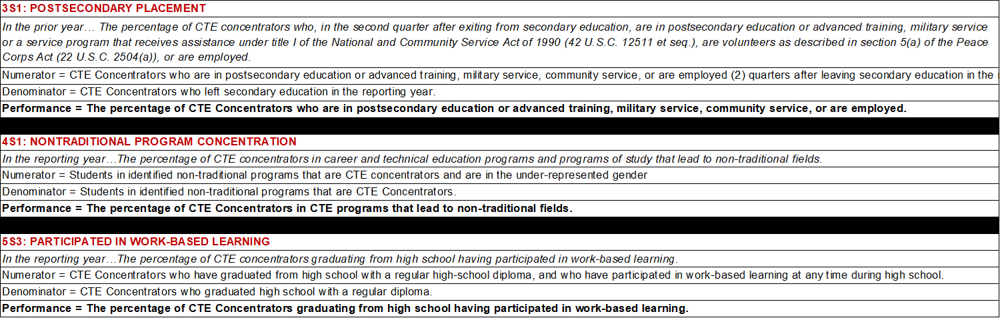 3S1: POSTSECONDARY PLACEMENT
In the prior year… The percentage of CTE concentrators who, in the second quarter after exiting from secondary education, are in postsecondary education or advanced training, military service
or a service program that receives assistance under title I of the National and Community Service Act of 1990 (42 U.S.C. 12511 et seq.), are volunteers as described in section 5(a) of the Peace
Corps Act (22 U.S.C. 2504(a)), or are employed.
Numerator = CTE Concentrators who are in postsecondary education or advanced training, military service, community service, or are employed (2) quarters after leaving secondary education in the
Denominator = CTE Concentrators who left secondary education in the reporting year.
Performance = The percentage of CTE Concentrators who are in postsecondary education or advanced training, military service, community service, or are employed.
4S1: NONTRADITIONAL PROGRAM CONCENTRATION
In the reporting year…The percentage of CTE concentrators in career and technical education programs and programs of study that lead to non-traditional fields.
Numerator = Students in identified non-traditional programs that are CTE concentrators and are in the under-represented gender
Denominator = Students in identified non-traditional programs that are CTE Concentrators.
Performance = The percentage of CTE Concentrators in CTE programs that lead to non-traditional fields.
5S3: PARTICIPATED IN WORK-BASED LEARNING
In the reporting year…The percentage of CTE concentrators graduating from high school having participated in work-based learning.
Numerator = CTE Concentrators who have graduated from high school with a regular high-school diploma, and who have participated in work-based learning at any time during high school.
Denominator = CTE Concentrators who graduated high school with a regular diploma.
Performance = The percentage of CTE Concentrators graduating from high school having participated in work-based learning.